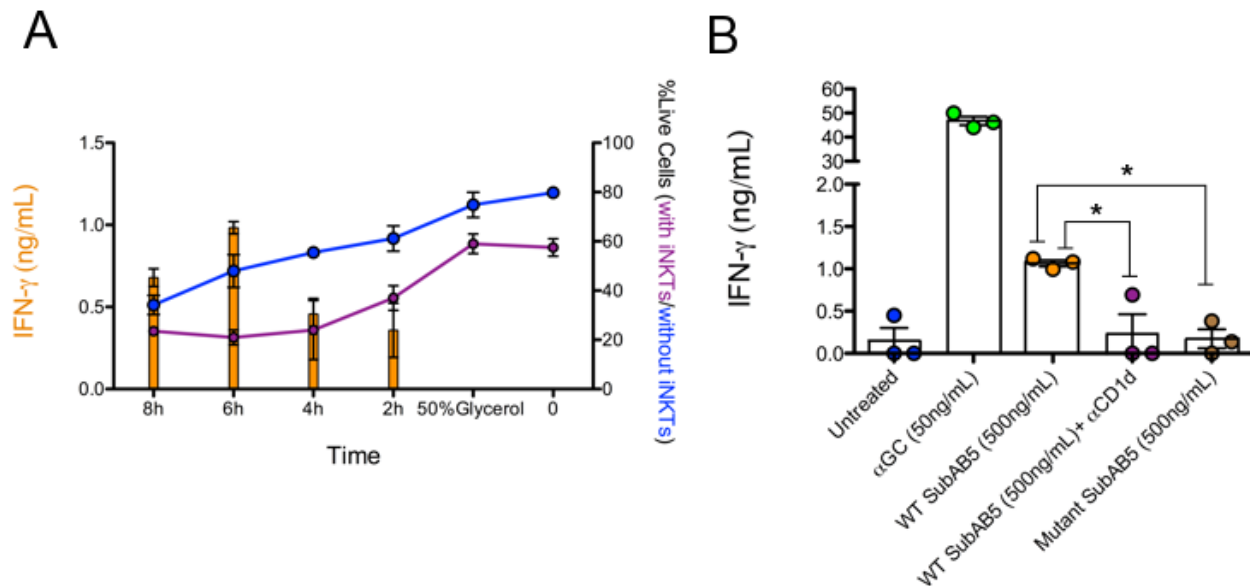 A
IFN-γ (ng/mL)
1.5
1.0
0.5
0.0
100
80
60
40
20
0
%Live Cells (with iNKTs/without iNKTs)
8h
6h
4h
2h
50%Glycerol
0
Time
B
IFN-γ (ng/mL)
60
50
40
30
2.0
1.0
0.5
0.0
*
*
Untreated
αGC (50ng/mL)
WT SubAB5 (500ng/mL)
WT SubAB5 (500ng/mL)+ αCD1d
Mutant SubAB5 (500ng/mL)